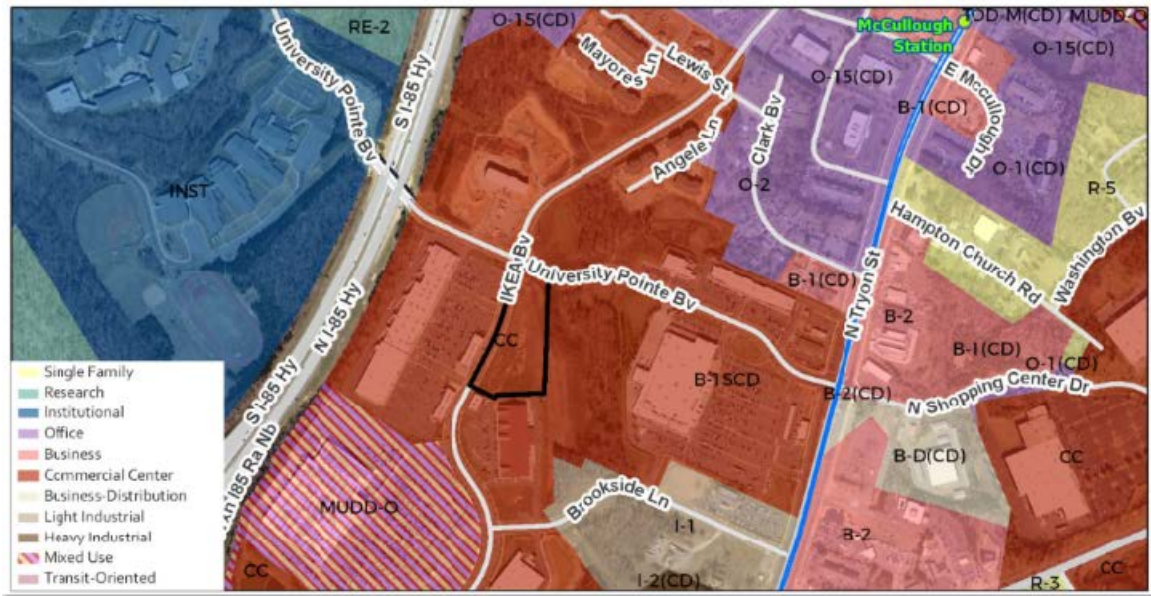 RE-2
O-15(CD)
TOD-M(CD)
MUDD-O
McCullough
Station
University Pointe Bv
S I-85 Hy
Mayores Ln
Lewis St
O-15(CD)
O-15(CD)
E Mccullough Dr
B-1(CD)
Clark Bv
Angele Ln
O-1(CD)
R-5
INST
O-2
Hampton Church Rd
Washington Bv
IKEA Bv
University Pointe Bv
B-1(CD)
N Tryon St
N I-85 Hy
B-2
CC
B-1(CD)
O-1(CD)
B-1SCD
B-2(CD)
N Shopping Center Dr
S I-85 Hy
B-D(CD)
CC
MUDD-O
Brookside Ln
I-1
B-2
CC
I-2(CD)
R-3
CC
Single Family
Research
Institutional
Office
Business
Commercial Center
Business-Distribution
Light Industrial
Heavy Industrial
Mixed Use
Transit-Oriented